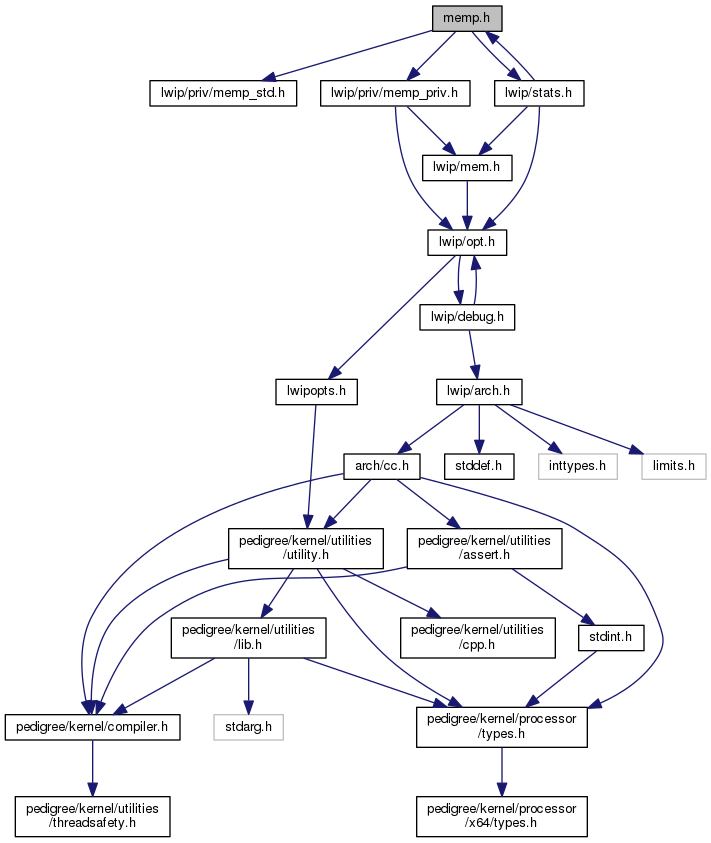 memp.h
lwip/priv/memp_std.h
lwip/priv/memp_priv.h
lwip/stats.h
lwip/mem.h
lwip/opt.h
lwip/debug.h
lwipopts.h
lwip/arch.h
arch/cc.h
stddef.h
inttypes.h
limits.h
pedigree/kernel/utilities
/utility.h
pedigree/kernel/utilities
/assert.h
pedigree/kernel/utilities
/lib.h
pedigree/kernel/utilities
/cpp.h
stdint.h
pedigree/kernel/compiler.h
stdarg.h
pedigree/kernel/processor
/types.h
pedigree/kernel/utilities
/threadsafety.h
pedigree/kernel/processor
/x64/types.h